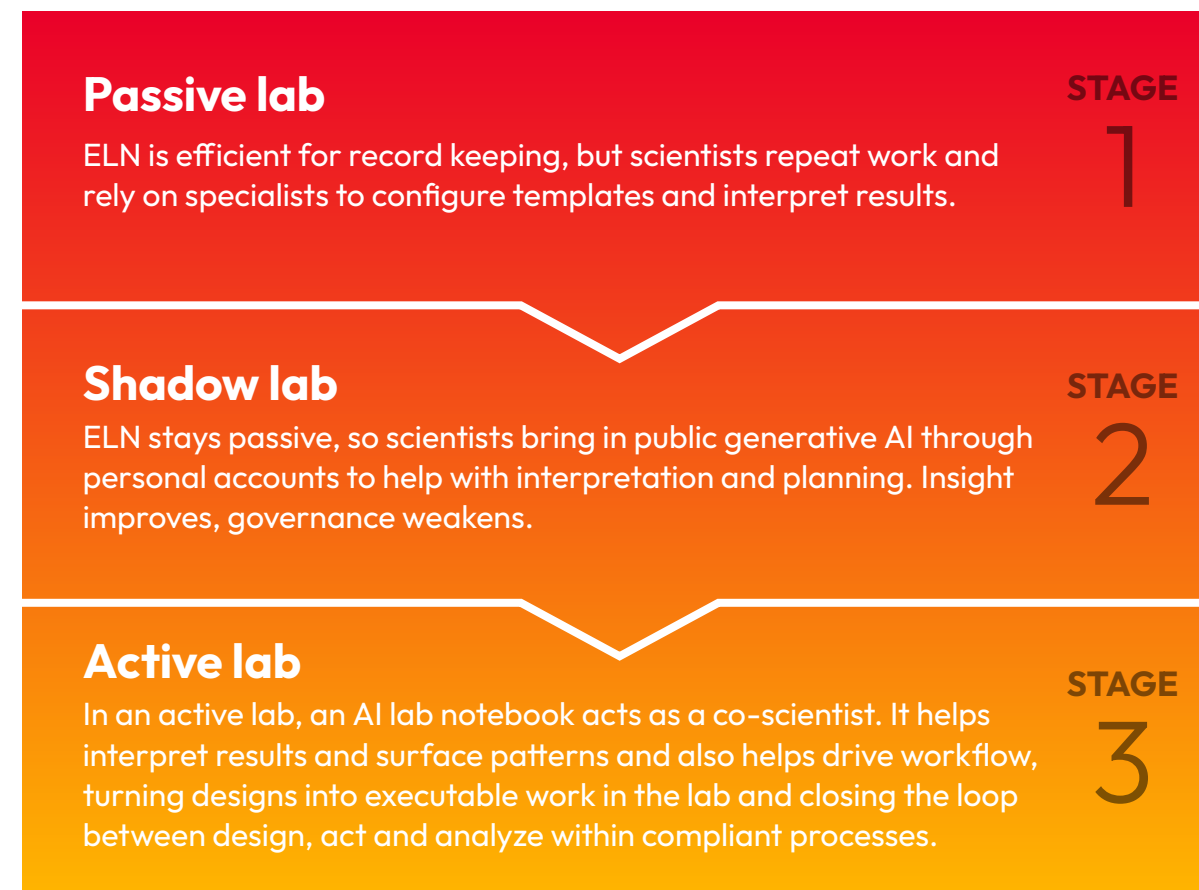 Passive lab
STAGE
1
ELN is efficient for record keeping, but scientists repeat work and
rely on specialists to configure templates and interpret results.
Shadow lab
STAGE
2
ELN stays passive, so scientists bring in public generative AI through
personal accounts to help with interpretation and planning. Insight
improves, governance weakens.
Active lab
STAGE
3
In an active lab, an AI lab notebook acts as a co-scientist. It helps
interpret results and surface patterns and also helps drive workflow,
turning designs into executable work in the lab and closing the loop
between design, act and analyze within compliant processes.